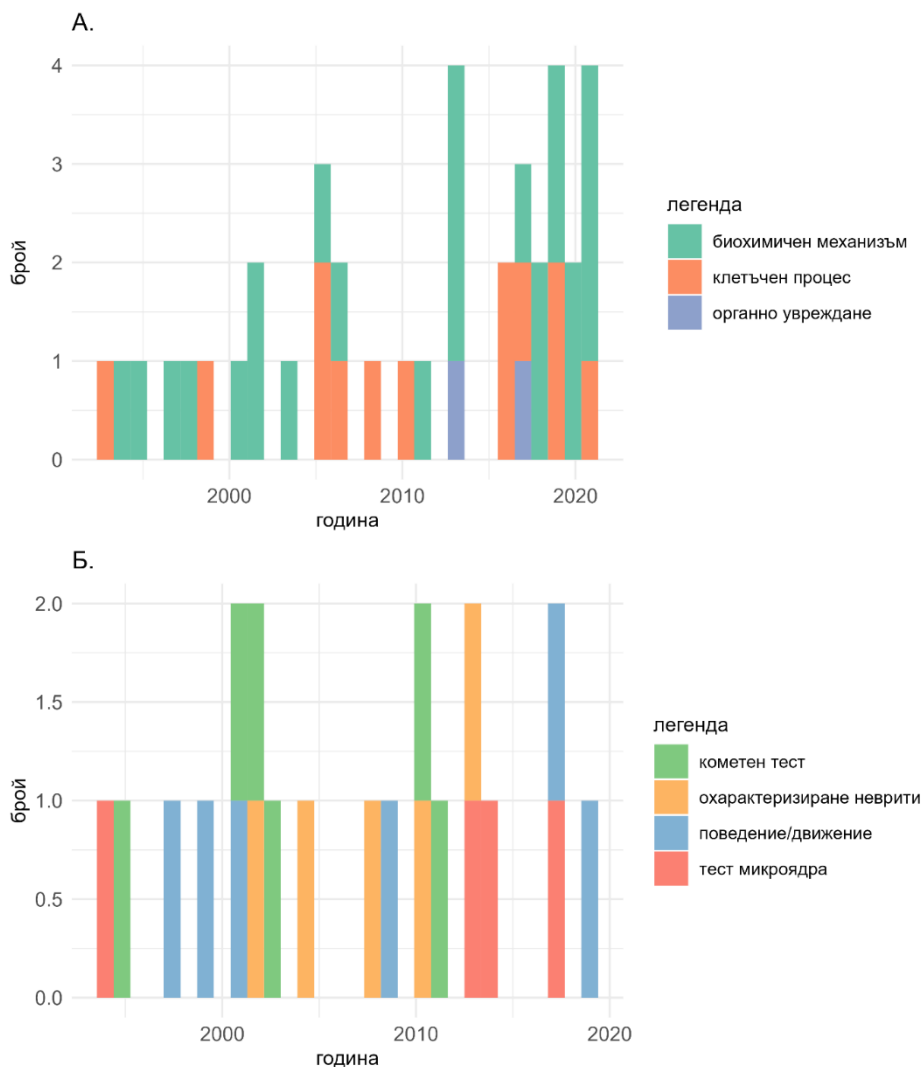 А.
4
3
2
1
0
брой
2000 2010 2020
година
легенда
биохимичен механизъм
клетъчен процес
органно увреждане
Б.
2.0
1.5
1.0
0.5
0.0
брой
2000 2010 2020
година
легенда
кометен тест
охарактеризиране неврити
поведение/движение
тест микроядра